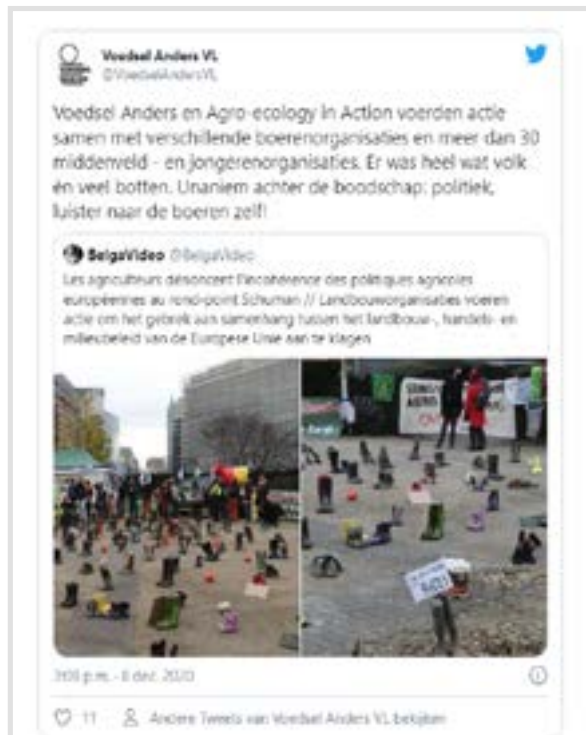 Voedsel Anders VL
@VoedselAndersVL
Voedsel Anders en Agro-ecology in Action voerden actie
samen met verschillende boerenorganisaties en meer dan 30
middenveld - en jongerenorganisaties. Er was heel wat volk
én veel botten. Unaniem achter de boodschap: politiek,
luister naar de boeren zelf!
BelgaVideo @BelgaVideo
Les agriculteurs dénoncent l'incohérence des politiques agricoles
européennes au rond-point Schuman // Landbouworganisaties voeren
actie om het gebrek aan samenhang tussen het landbouw-, handels- en
milieubeleid van de Europese Unie aan te klagen
3:08 p.m. - 8 dec. 2020
11 Andere Tweets van Voedsel Anders VL bekijken